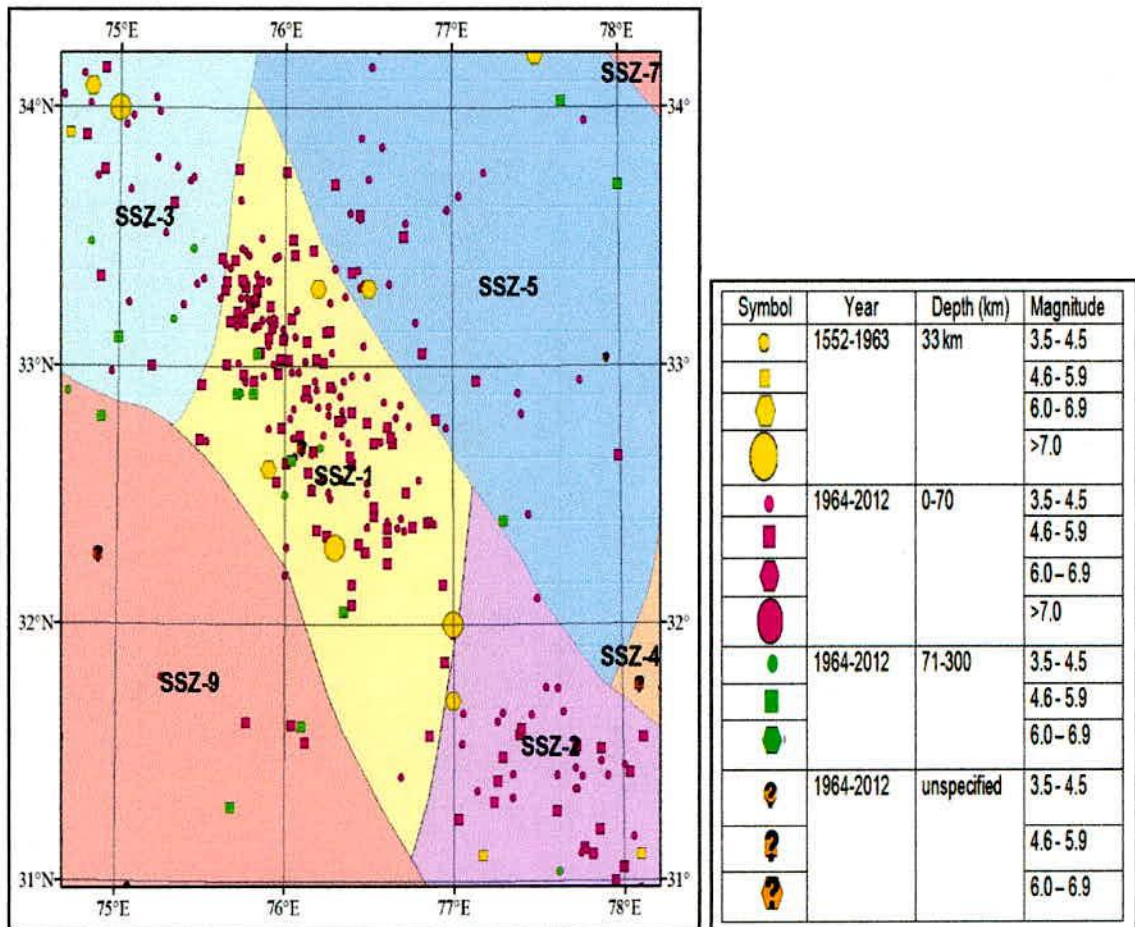 75°E 76°E 77°E 78°E
SSZ-7
34°N 34°
SSZ-3
SSZ-5
33°N 33°
SSZ-1
32°N 32°
SSZ-4
SSZ-9
SSZ-2
31°N 31°
75°E 76°E 77°E 78°E
Symbol Year Depth (km) Magnitude
1552-1963 33 km 3.5 - 4.5
4.6 - 5.9
6.0 - 6.9
>7.0
1964-2012 0-70 3.5 - 4.5
4.6 - 5.9
6.0 – 6.9
>7.0
1964-2012 71-300 3.5 - 4.5
4.6 - 5.9
6.0 – 6.9
? 1964-2012 unspecified 3.5 - 4.5
? 4.6 - 5.9
? 6.0 – 6.9